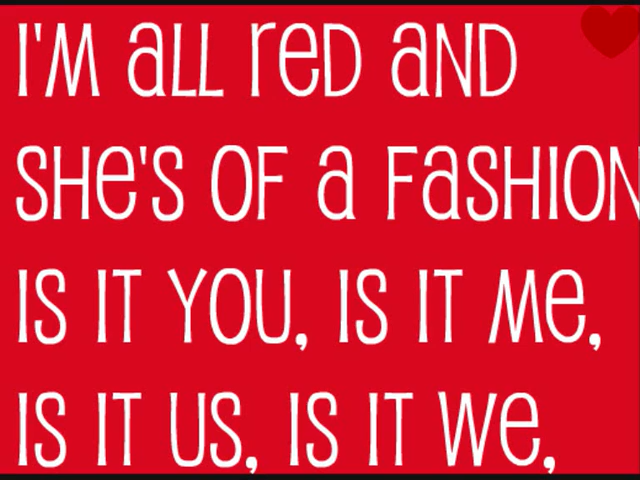 I'M all red and
SHe'S OF a FaSHION
IS IT YOU, IS IT Me,
IS IT US, IS IT We,